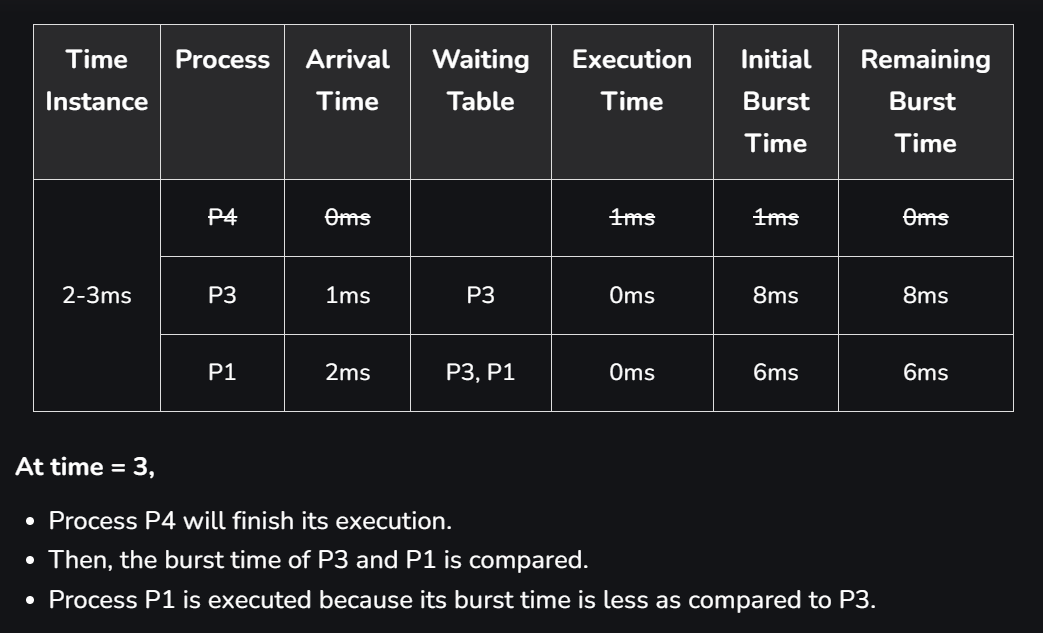 Time Instance Process Arrival Time Waiting Table Execution Time Initial Burst Time Remaining Burst Time
P4 0ms 1ms 1ms 0ms
2-3ms P3 1ms P3 0ms 8ms 8ms
P1 2ms P3, P1 0ms 6ms 6ms
At time = 3,
• Process P4 will finish its execution.
• Then, the burst time of P3 and P1 is compared.
• Process P1 is executed because its burst time is less as compared to P3.